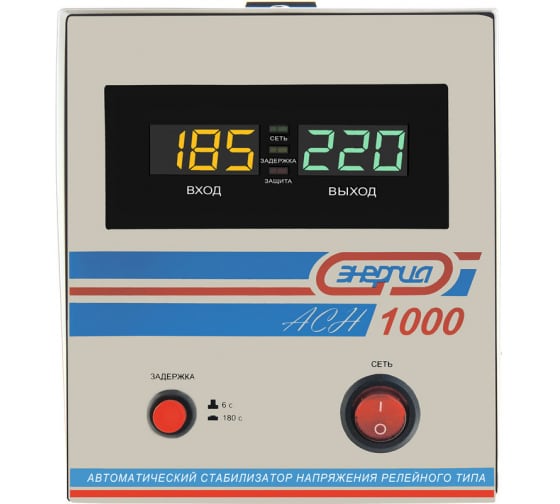 185 220
СЕТЬ
ЗАДЕРЖКА
ЗАЩИТА
ВХОД ВЫХОД
ЭНЕРГИЯ
АСН 1000
ЗАДЕРЖКА СЕТЬ
6 с
180 с
I
O
АВТОМАТИЧЕСКИЙ СТАБИЛИЗАТОР НАПРЯЖЕНИЯ РЕЛЕЙНОГО ТИПА